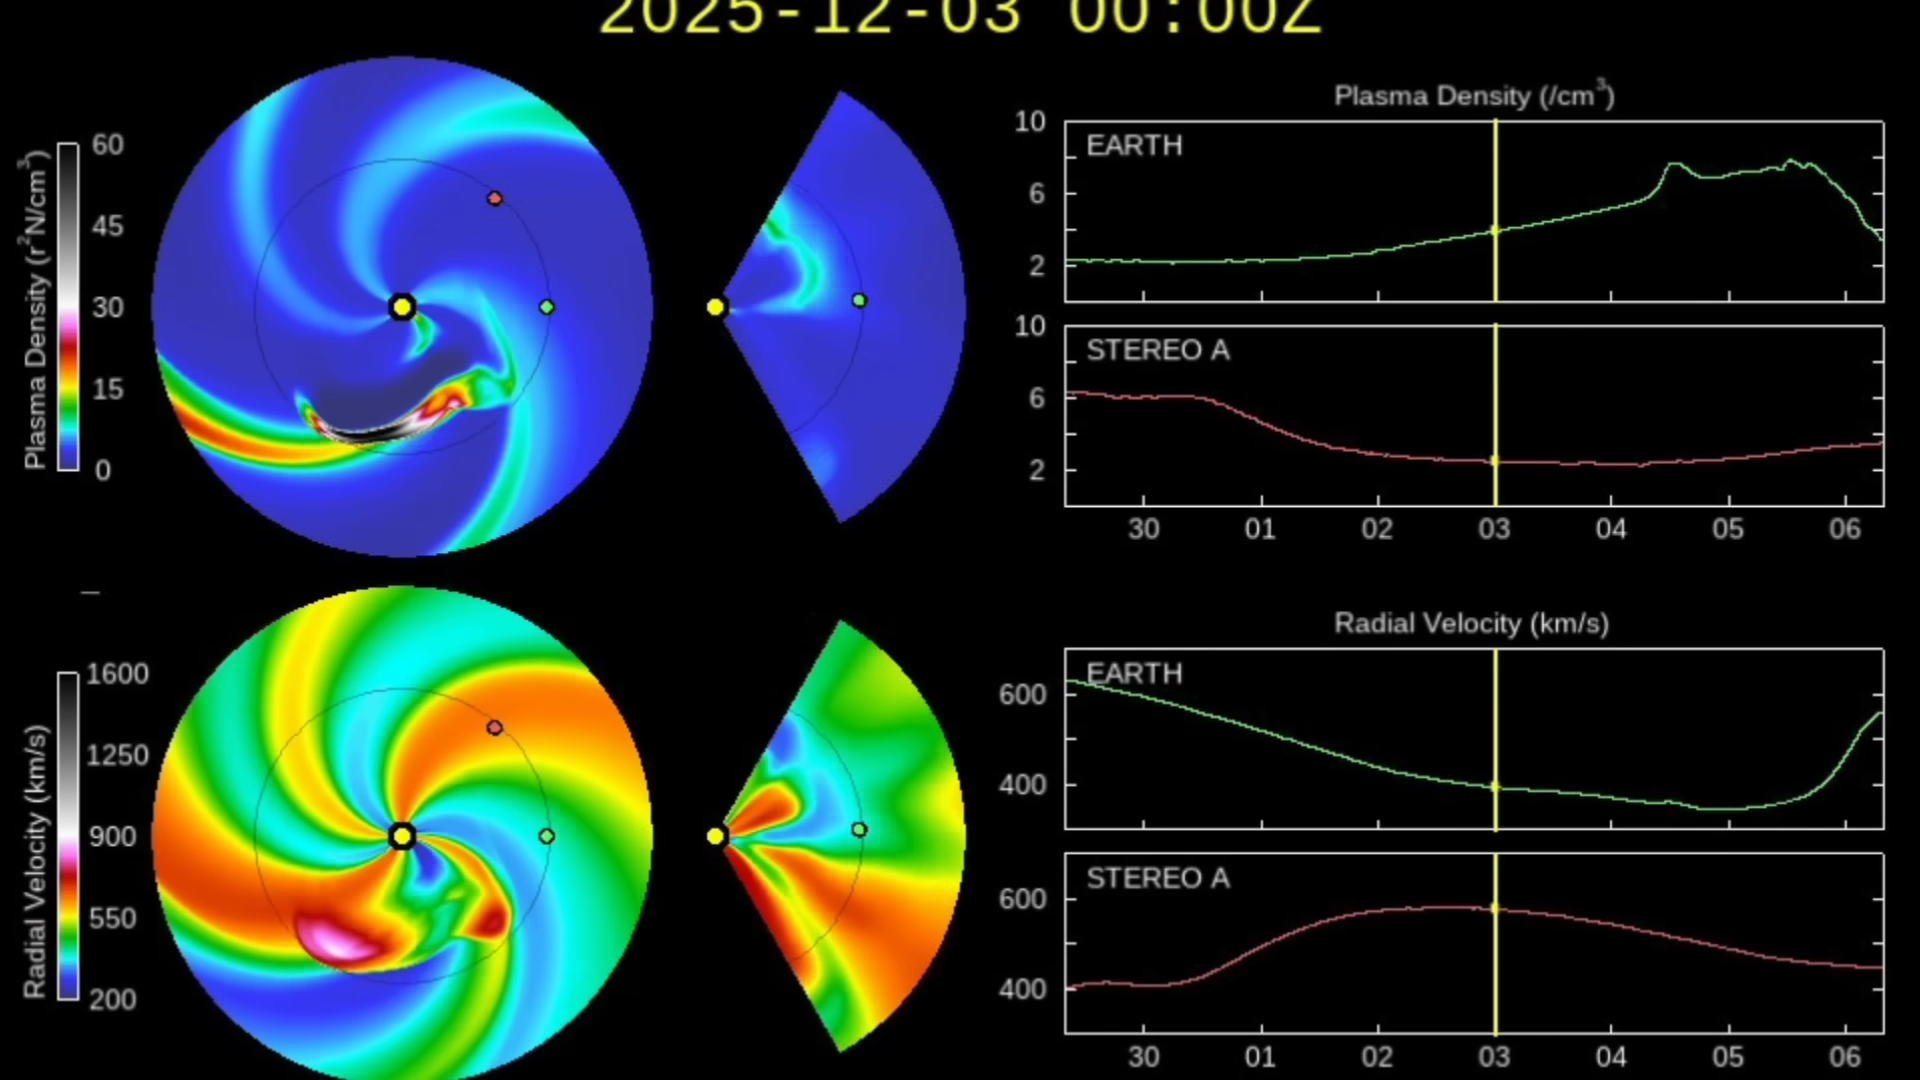 2025-12-03 00:00Z
Plasma Density (r²N/cm³)
60
45
30
15
0
Plasma Density (/cm³)
10
6
2
EARTH
10
6
2
STEREO A
30 01 02 03 04 05 06
Radial Velocity (km/s)
1600
1250
900
550
200
Radial Velocity (km/s)
600
400
EARTH
600
400
STEREO A
30 01 02 03 04 05 06